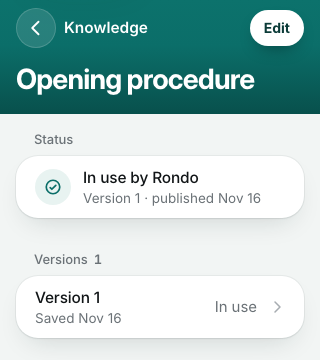 Knowledge
Edit
Opening procedure
Status
In use by Rondo
Version 1 · published Nov 16
Versions 1
Version 1
In use
Saved Nov 16